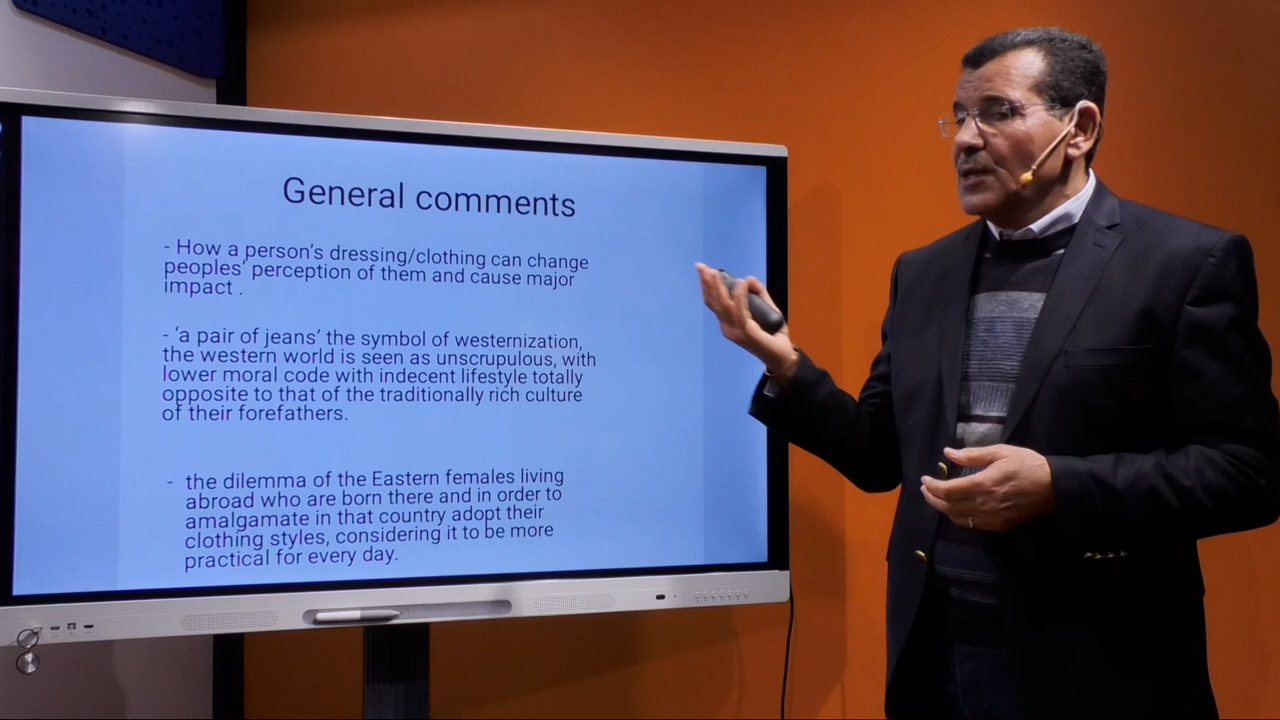 General comments
- How a person's dressing/clothing can change
peoples' perception of them and cause major
impact .
- 'a pair of jeans' the symbol of westernization,
the western world is seen as unscrupulous, with
lower moral code with indecent lifestyle totally
opposite to that of the traditionally rich culture
of their forefathers.
- the dilemma of the Eastern females living
abroad who are born there and in order to
amalgamate in that country adopt their
clothing styles, considering it to be more
practical for every day.